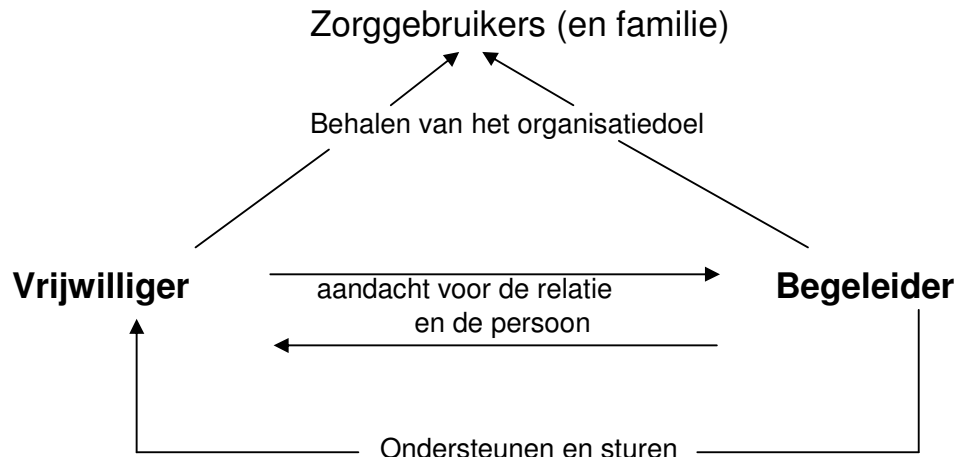 Zorggebruikers (en familie)
Behalen van het organisatiedoel
Vrijwilliger
aandacht voor de relatie
en de persoon
Begeleider
Ondersteunen en sturen